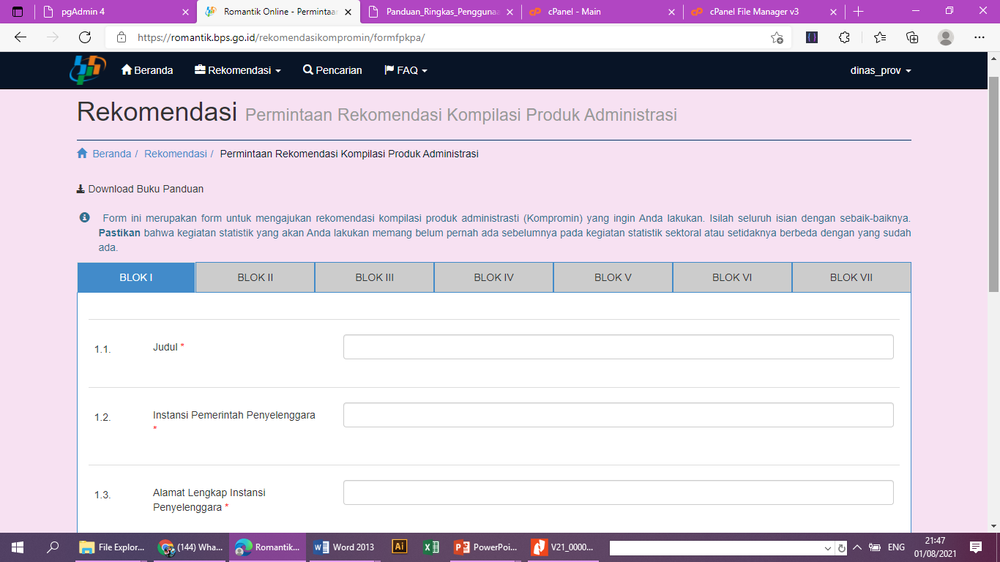 pgAdmin 4
Romantik Online - Permintaan
Panduan_Ringkas_Penggunaa
cPanel - Main
cPanel File Manager v3
https://romantik.bps.go.id/rekomendasikompromin/formfpkpa/
Beranda Rekomendasi Pencarian FAQ dinas_prov
Rekomendasi Permintaan Rekomendasi Kompilasi Produk Administrasi
Beranda / Rekomendasi / Permintaan Rekomendasi Kompilasi Produk Administrasi
Download Buku Panduan
Form ini merupakan form untuk mengajukan rekomendasi kompilasi produk administrasti (Kompromin) yang ingin Anda lakukan. Isilah seluruh isian dengan sebaik-baiknya.
Pastikan bahwa kegiatan statistik yang akan Anda lakukan memang belum pernah ada sebelumnya pada kegiatan statistik sektoral atau setidaknya berbeda dengan yang sudah
ada.
BLOK I BLOK II BLOK III BLOK IV BLOK V BLOK VI BLOK VII
1.1. Judul *
1.2. Instansi Pemerintah Penyelenggara
*
1.3. Alamat Lengkap Instansi
Penyelenggara *
File Explor... (144) Wha... Romantik... Word 2013 Ai PowerPoi... V21_0000... ENG
21:47
01/08/2021